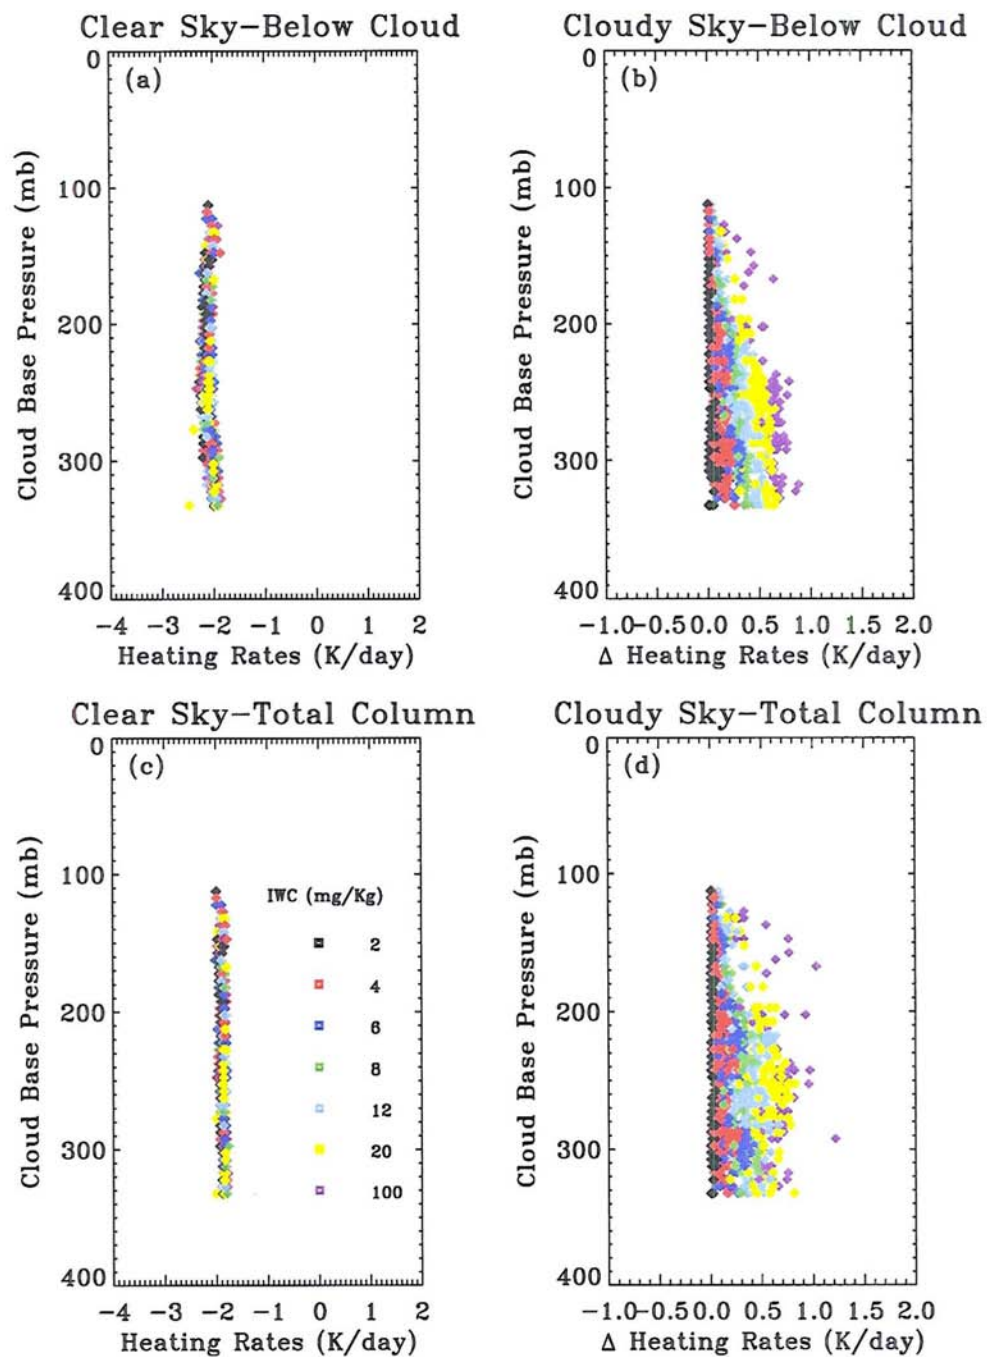 Clear Sky-Below Cloud
Cloudy Sky-Below Cloud
(a)
(b)
0
100
200
300
400
Cloud Base Pressure (mb)
0
100
200
300
400
Cloud Base Pressure (mb)
-4 -3 -2 -1 0 1 2
-1.0-0.50.0 0.5 1.0 1.5 2.0
Heating Rates (K/day)
Δ Heating Rates (K/day)
Clear Sky-Total Column
Cloudy Sky-Total Column
(c)
(d)
0
100
200
300
400
Cloud Base Pressure (mb)
IWC (mg/Kg)
2
4
6
8
12
20
100
0
100
200
300
400
Cloud Base Pressure (mb)
-4 -3 -2 -1 0 1 2
-1.0-0.50.0 0.5 1.0 1.5 2.0
Heating Rates (K/day)
Δ Heating Rates (K/day)